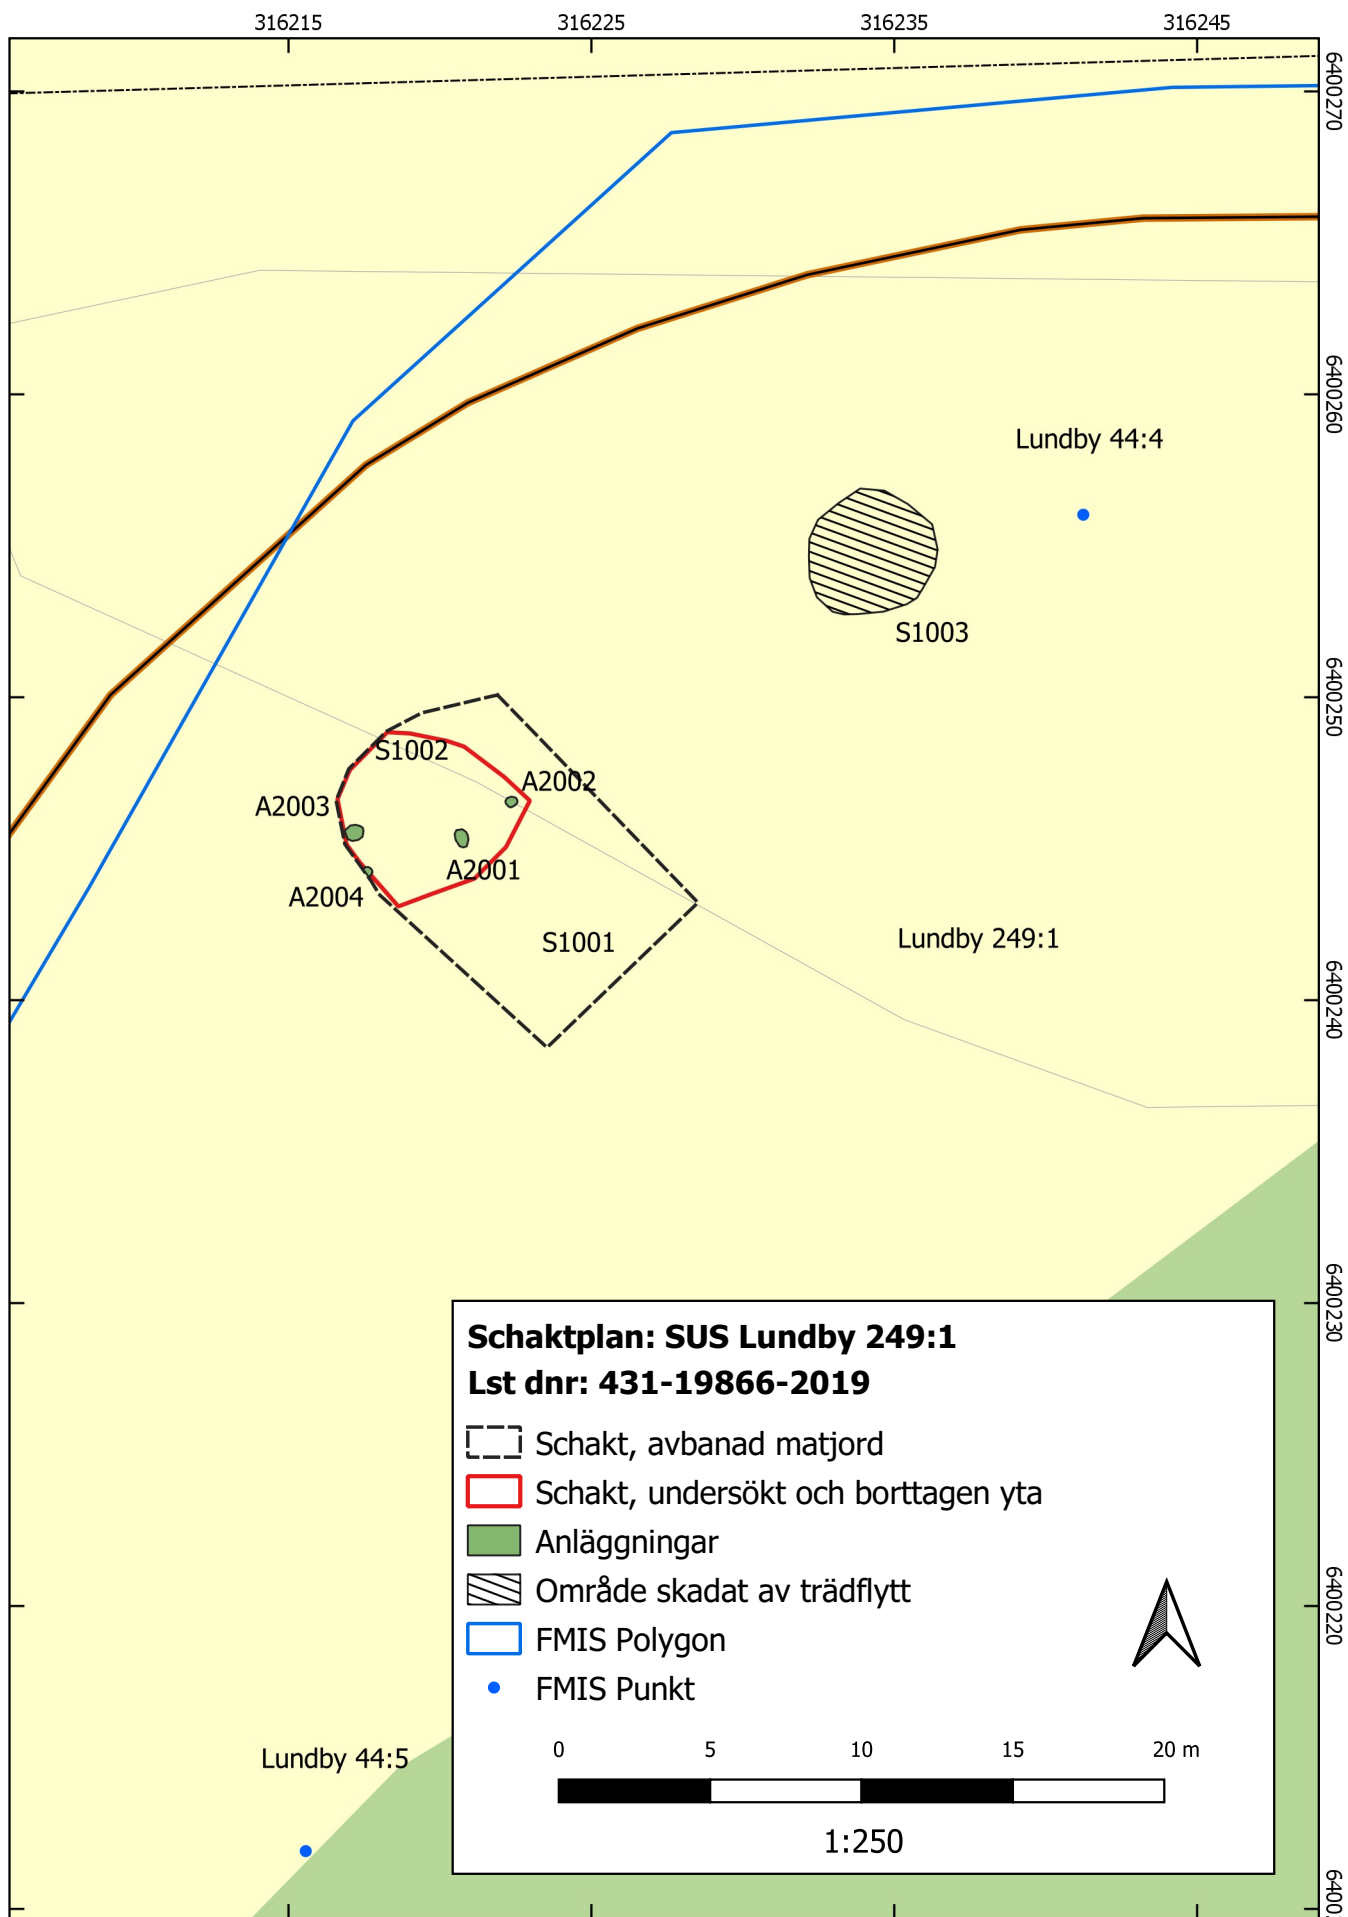 316215 316225 316235 316245
6400270
6400260
Lundby 44:4
S1003
6400250
S1002
A2002
A2003
A2001
A2004
S1001
Lundby 249:1
6400240
6400230
Schaktplan: SUS Lundby 249:1
Lst dnr: 431-19866-2019
Schakt, avbanad matjord
Schakt, undersökt och borttagen yta
Anläggningar
Område skadat av trädflytt
6400220
FMIS Polygon
FMIS Punkt
0 5 10 15 20 m
Lundby 44:5
1:250
6400